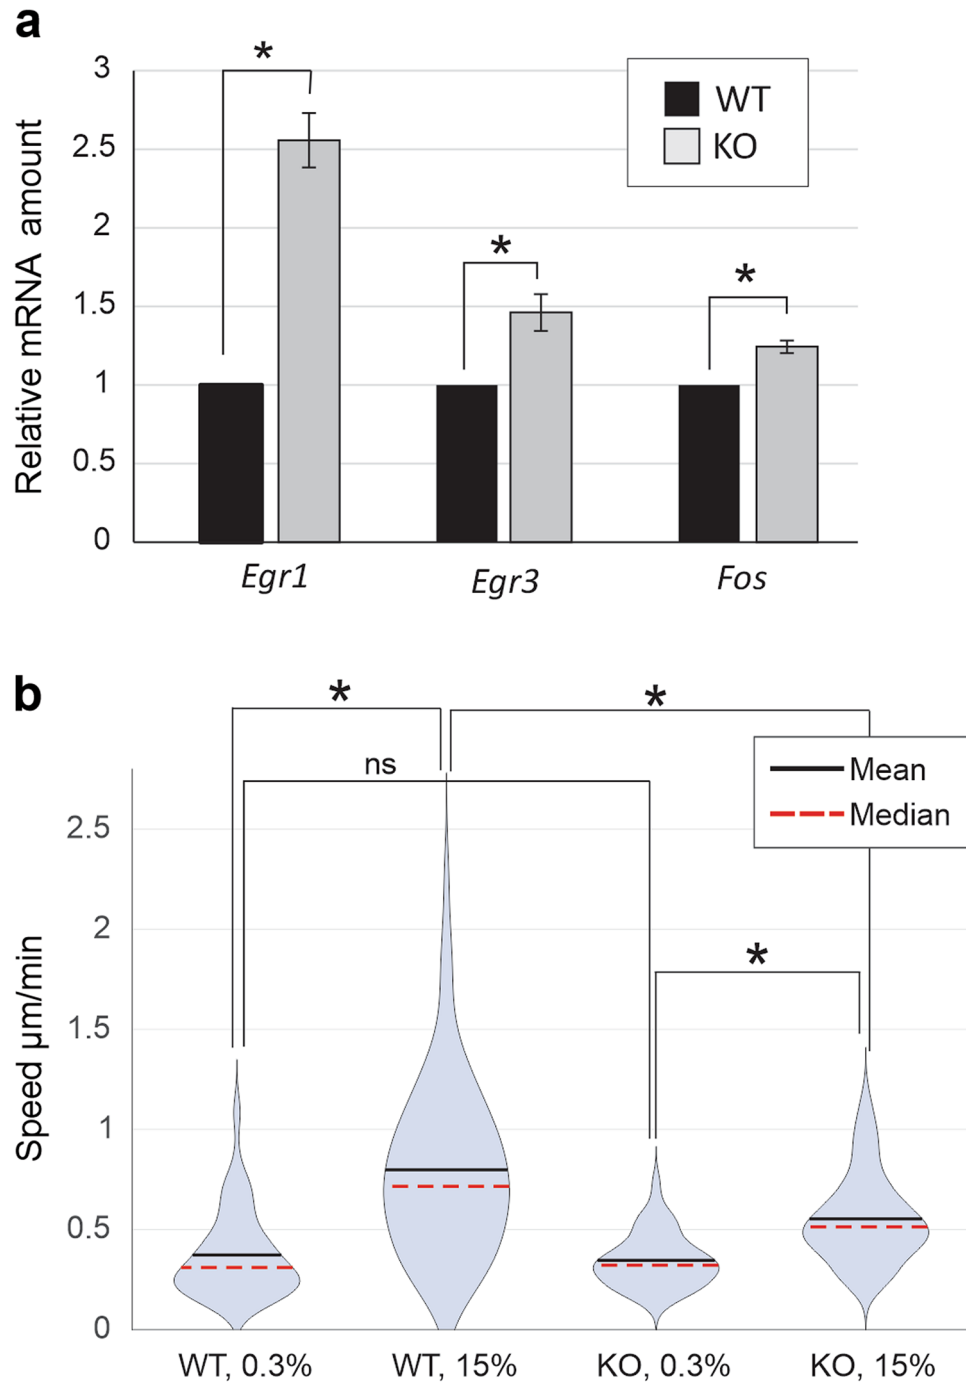 a
*
3
WT
KO
2.5
*
2
*
1.5
1
0.5
0
Relative mRNA amount
Egr1
Egr3
Fos
b
*
*
ns
Mean
Median
2.5
2
*
1.5
1
0.5
0
Speed µm/min
WT, 0.3%
WT, 15%
KO, 0.3%
KO, 15%